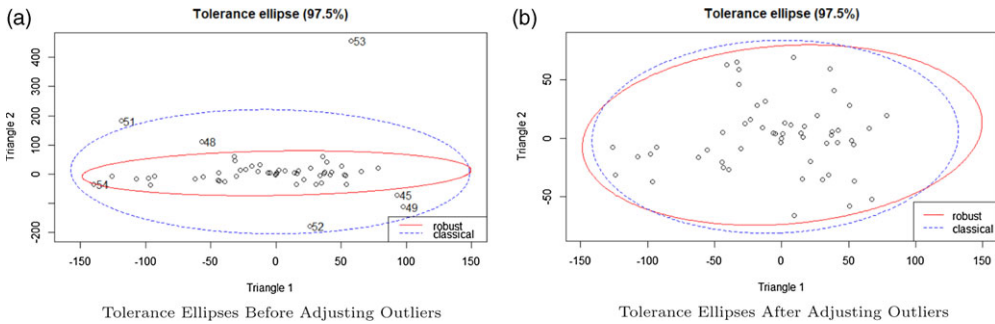 (a)
Tolerance ellipse (97.5%)
Triangle 2
400
300
200
100
0
-200
53
51
48
54
45
49
52
robust
classical
-150 -100 -50 0 50 100 150
Triangle 1
Tolerance Ellipses Before Adjusting Outliers
(b)
Tolerance ellipse (97.5%)
Triangle 2
50
0
-50
robust
classical
-150 -100 -50 0 50 100 150
Triangle 1
Tolerance Ellipses After Adjusting Outliers